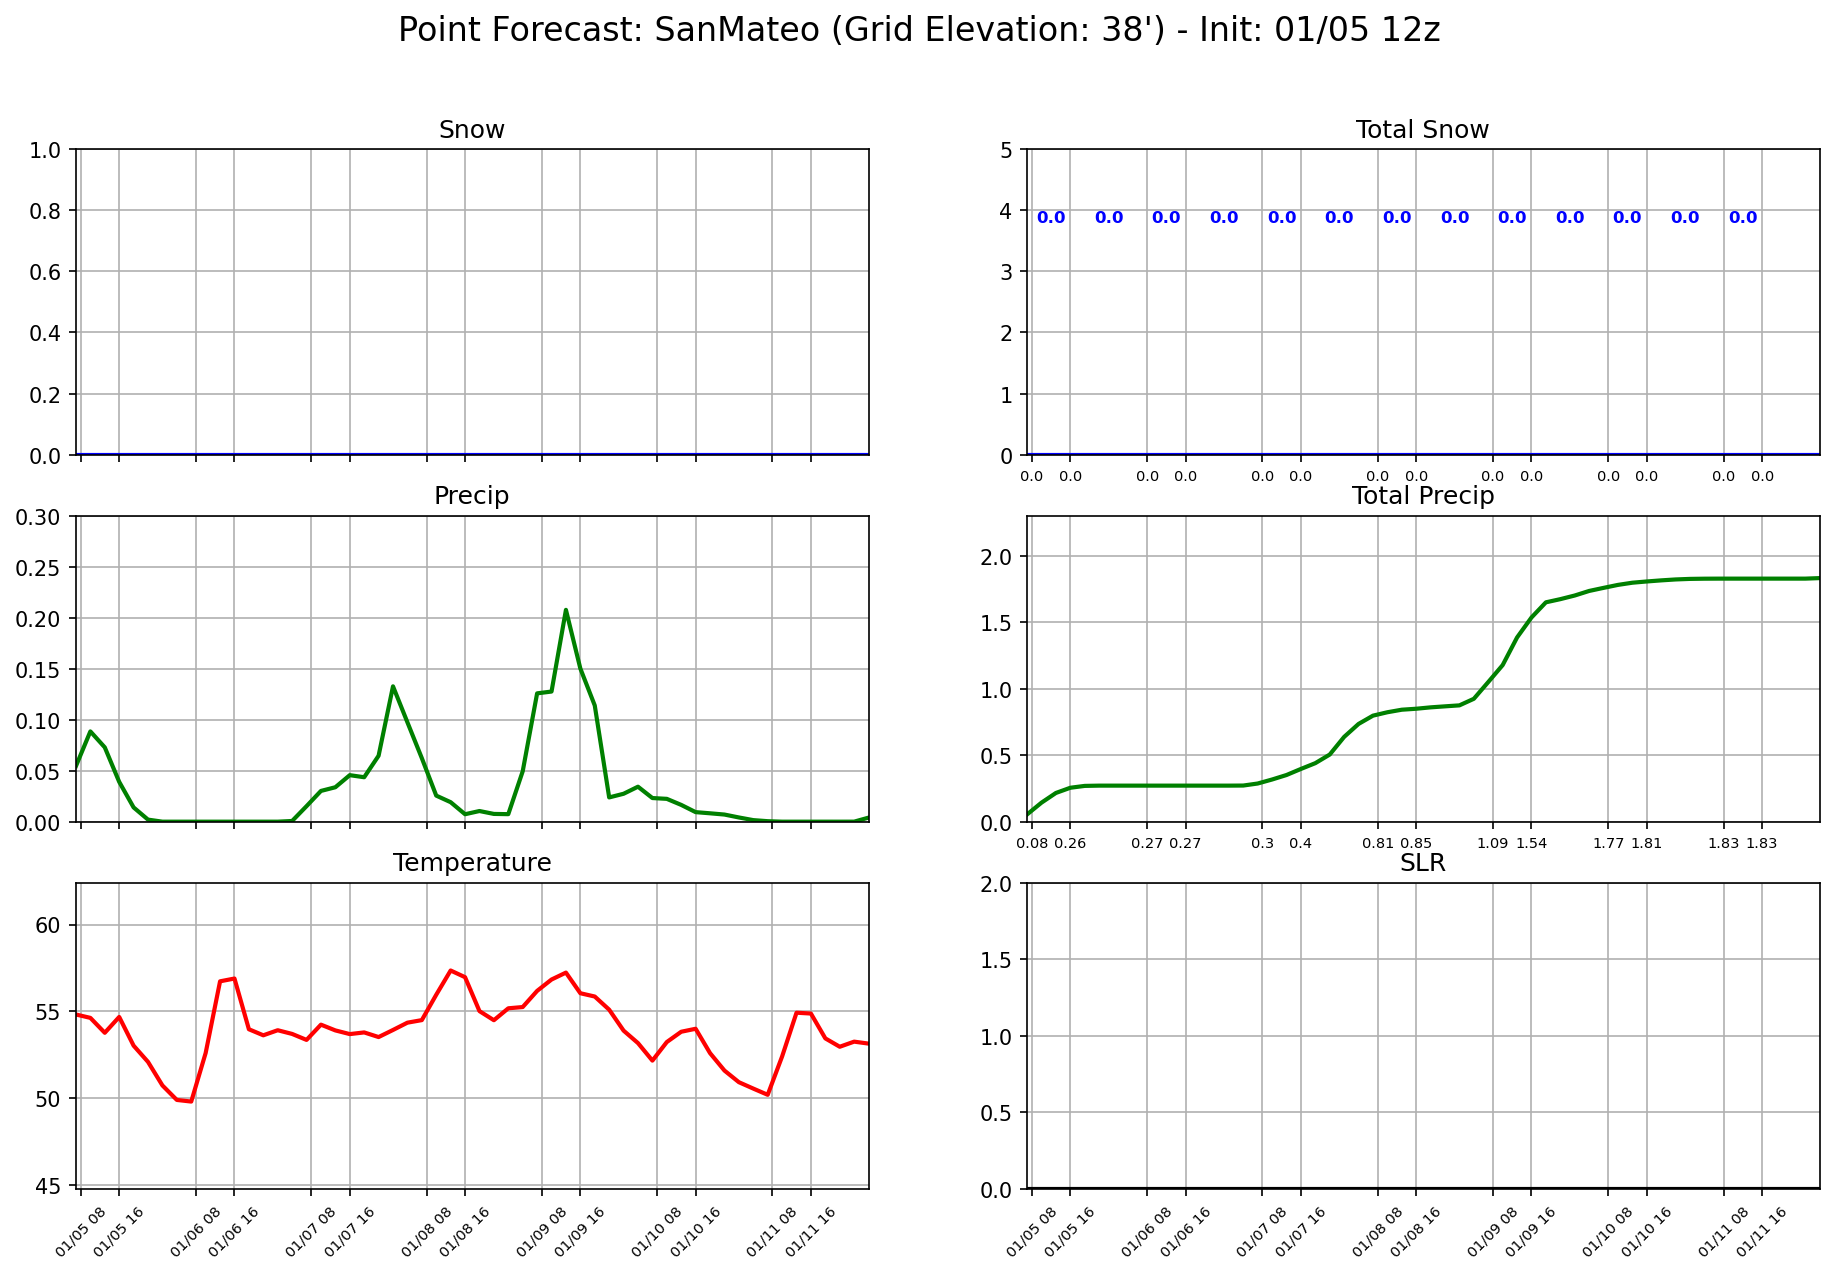 Point Forecast: SanMateo (Grid Elevation: 38') - Init: 01/05 12z
Snow
1.0
0.8
0.6
0.4
0.2
0.0
Total Snow
5
4
3
2
1
0
0.0 0.0 0.0 0.0 0.0 0.0 0.0 0.0 0.0 0.0 0.0 0.0 0.0
0.0 0.0 0.0 0.0 0.0 0.0 0.0 0.0 0.0 0.0 0.0 0.0 0.0 0.0
Precip
0.30
0.25
0.20
0.15
0.10
0.05
0.00
Total Precip
2.0
1.5
1.0
0.5
0.0
0.08 0.26 0.27 0.27 0.3 0.4 0.81 0.85 1.09 1.54 1.77 1.81 1.83 1.83
Temperature
60
55
50
45
01/05 08 01/05 16 01/06 08 01/06 16 01/07 08 01/07 16 01/08 08 01/08 16 01/09 08 01/09 16 01/10 08 01/10 16 01/11 08 01/11 16
SLR
2.0
1.5
1.0
0.5
0.0
01/05 08 01/05 16 01/06 08 01/06 16 01/07 08 01/07 16 01/08 08 01/08 16 01/09 08 01/09 16 01/10 08 01/10 16 01/11 08 01/11 16